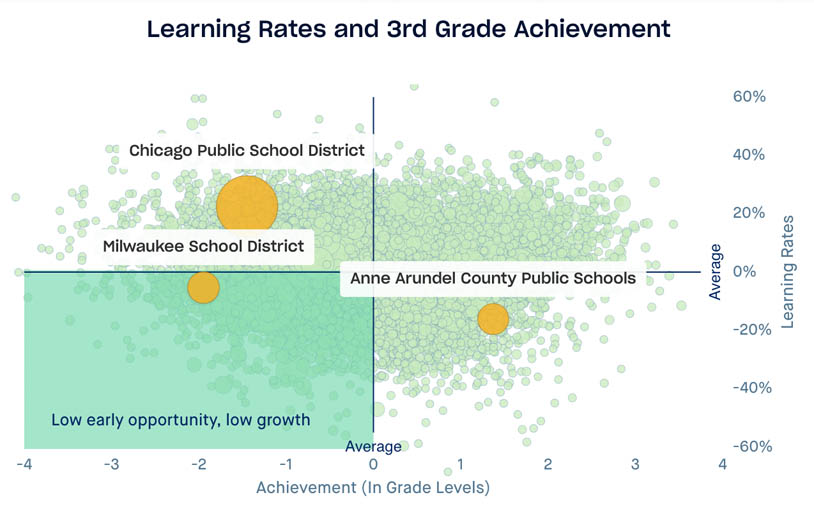 Learning Rates and 3rd Grade Achievement
60%
Chicago Public School District
40%
20%
Milwaukee School District
Learning Rates
Average
0%
Anne Arundel County Public Schools
-20%
-40%
Low early opportunity, low growth
Average
-60%
-4 -3 -2 -1 0 1 2 3 4
Achievement (In Grade Levels)